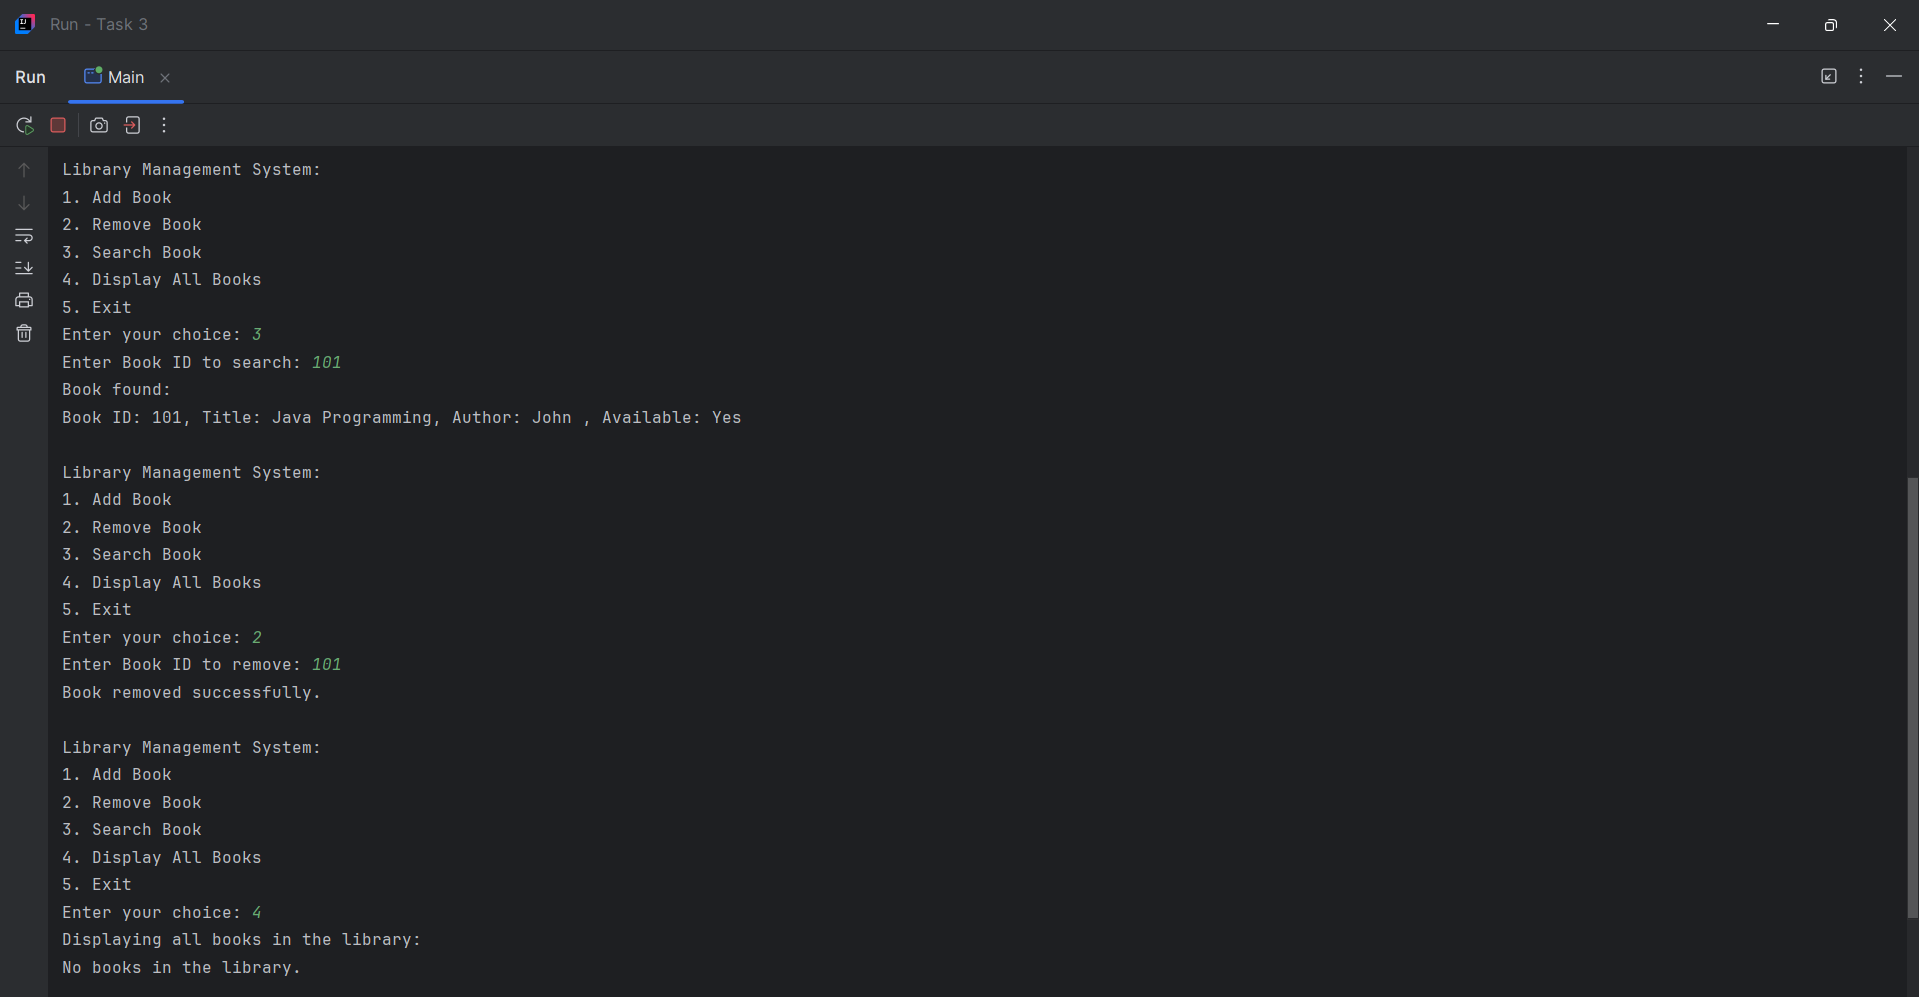 Run - Task 3
Run Main
Library Management System:
1. Add Book
2. Remove Book
3. Search Book
4. Display All Books
5. Exit
Enter your choice: 3
Enter Book ID to search: 101
Book found:
Book ID: 101, Title: Java Programming, Author: John , Available: Yes
Library Management System:
1. Add Book
2. Remove Book
3. Search Book
4. Display All Books
5. Exit
Enter your choice: 2
Enter Book ID to remove: 101
Book removed successfully.
Library Management System:
1. Add Book
2. Remove Book
3. Search Book
4. Display All Books
5. Exit
Enter your choice: 4
Displaying all books in the library:
No books in the library.